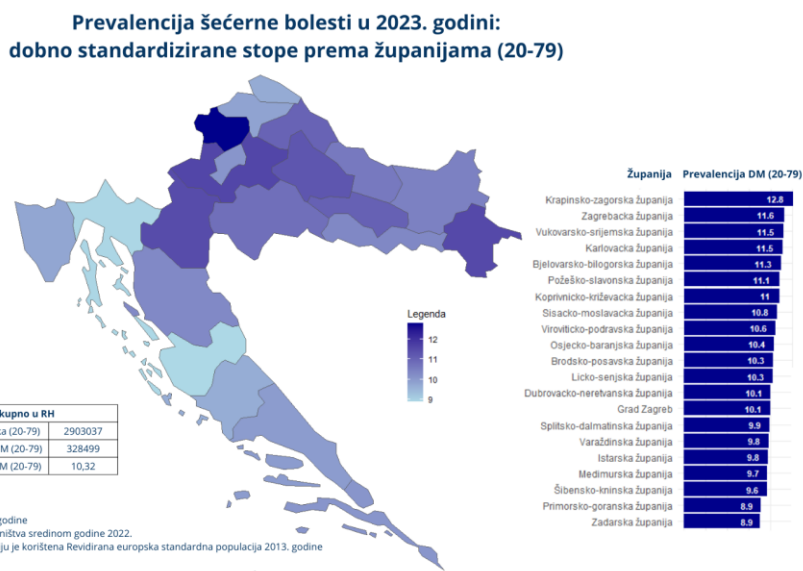 Prevalencija šećerne bolesti u 2023. godini:
dobno standardizirane stope prema županijama (20-79)
Županija Prevalencija DM (20-79)
Krapinsko-zagorska županija 12.8
Zagrebacka županija 11.6
Vukovarsko-srijemska županija 11.5
Karlovacka županija 11.5
Bjelovarsko-bilogorska županija 11.3
Požeško-slavonska županija 11.1
Koprivnicko-križevacka županija 11
Sisacko-moslavacka županija 10.8
Viroviticko-podravska županija 10.6
Osjecko-baranjska županija 10.4
Brodsko-posavska županija 10.3
Licko-senjska županija 10.3
Dubrovacko-neretvanska županija 10.1
Grad Zagreb 10.1
Splitsko-dalmatinska županija 9.9
Varaždinska županija 9.8
Istarska županija 9.8
Medimurska županija 9.7
Šibensko-kninska županija 9.6
Primorsko-goranska županija 8.9
Zadarska županija 8.9
Legenda
12
11
10
9
kupno u RH
ka (20-79) 2903037
M (20-79) 328499
M (20-79) 10,32
godine
ništva sredinom godine 2022.
iju je korištena Revidirana europska standardna populacija 2013. godine